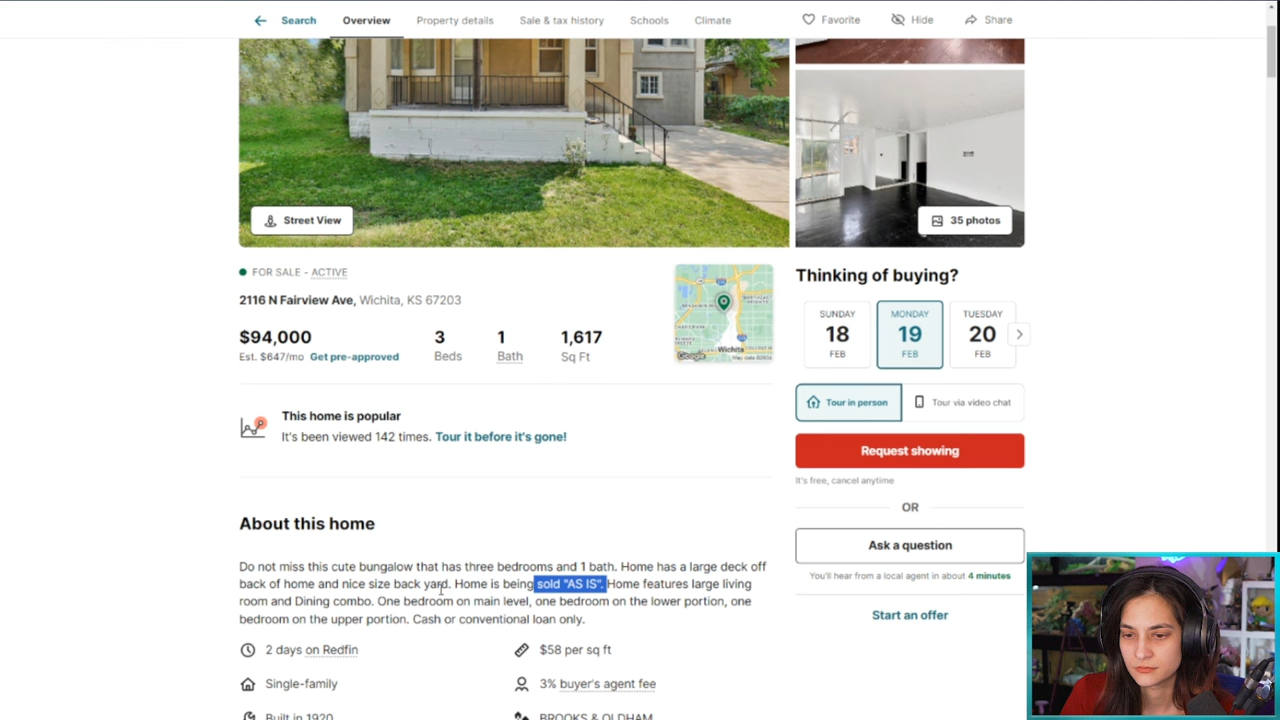 Search
Overview
Property details
Sale & tax history
Schools
Climate
Favorite
Hide
Share
Street View
35 photos
FOR SALE - ACTIVE
2116 N Fairview Ave, Wichita, KS 67203
$94,000
Est. $647/mo Get pre-approved
3
Beds
1
Bath
1,617
Sq Ft
Wichita
Google
This home is popular
It's been viewed 142 times. Tour it before it's gone!
About this home
Do not miss this cute bungalow that has three bedrooms and 1 bath. Home has a large deck off
back of home and nice size back yard. Home is being sold "AS IS". Home features large living
room and Dining combo. One bedroom on main level, one bedroom on the lower portion, one
bedroom on the upper portion. Cash or conventional loan only.
2 days on Redfin
$58 per sq ft
Single-family
3% buyer's agent fee
Built in 1920
BROOKS & OLDHAM
Thinking of buying?
SUNDAY
18
FEB
MONDAY
19
FEB
TUESDAY
20
FEB
Tour in person
Tour via video chat
Request showing
It's free, cancel anytime
OR
Ask a question
You'll hear from a local agent in about 4 minutes
Start an offer